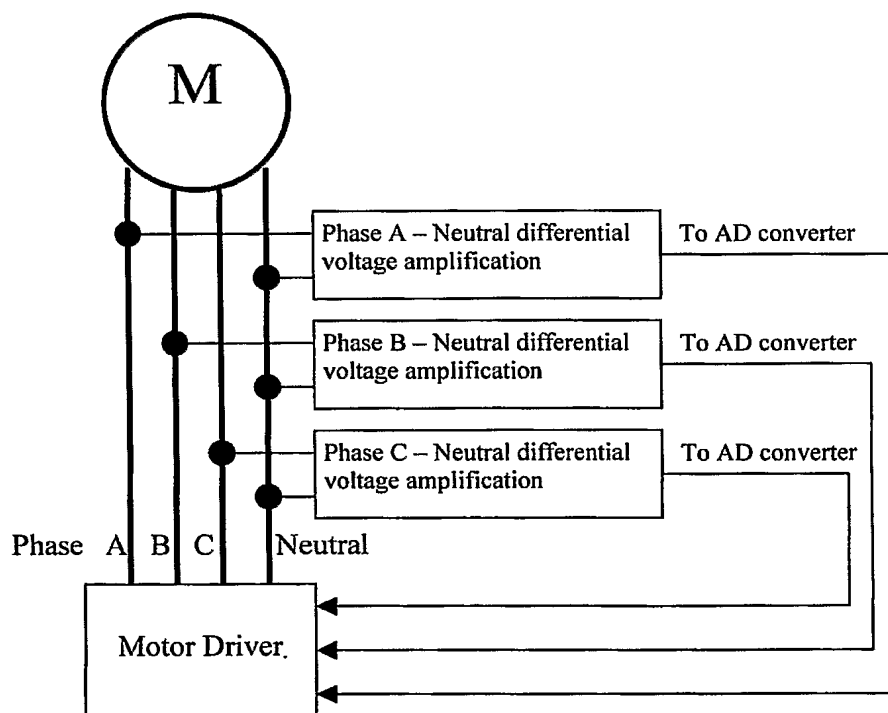 M
Phase A – Neutral differential
voltage amplification
To AD converter
Phase B – Neutral differential
voltage amplification
To AD converter
Phase C – Neutral differential
voltage amplification
To AD converter
Phase A B C Neutral
Motor Driver.